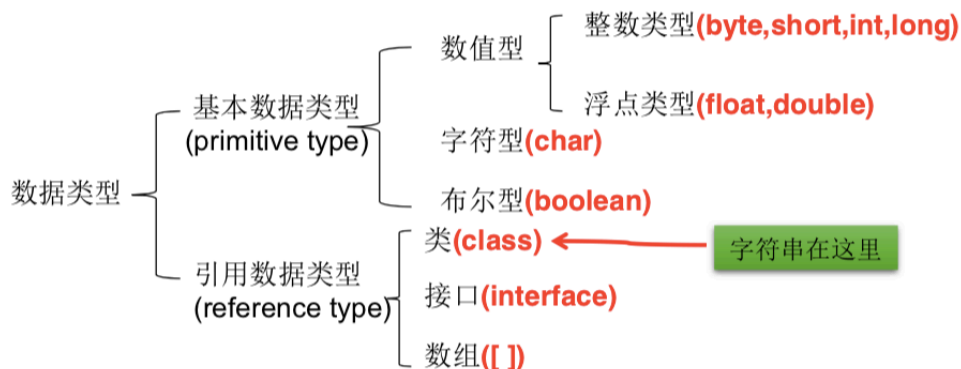 数据类型
基本数据类型
(primitive type)
数值型
整数类型(byte,short,int,long)
浮点类型(float,double)
字符型(char)
布尔型(boolean)
引用数据类型
(reference type)
类(class)
字符串在这里
接口(interface)
数组([ ])